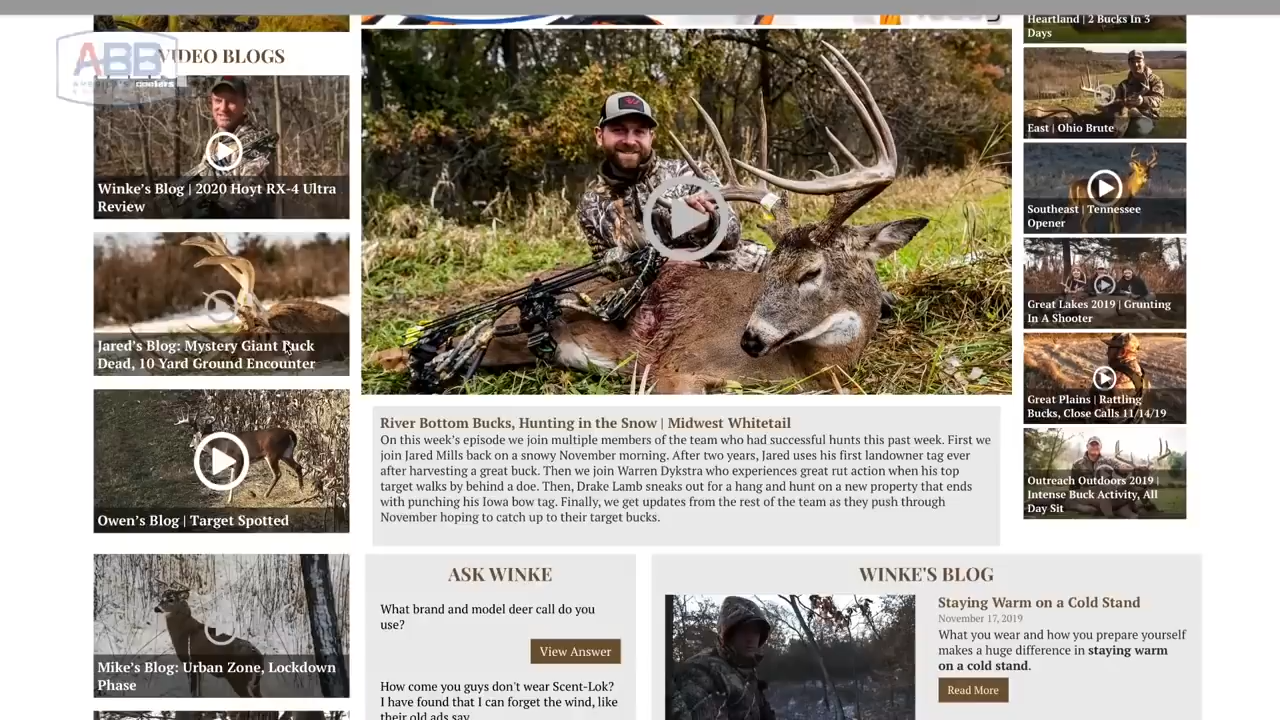 VIDEO BLOGS
ABB
Winke's Blog | 2020 Hoyt RX-4 Ultra
Review
Jared's Blog: Mystery Giant Buck
Dead, 10 Yard Ground Encounter
Owen's Blog | Target Spotted
Mike's Blog: Urban Zone, Lockdown
Phase
River Bottom Bucks, Hunting in the Snow | Midwest Whitetail
On this week's episode we join multiple members of the team who had successful hunts this past week. First we
join Jared Mills back on a snowy November morning. After two years, Jared uses his first landowner tag ever
after harvesting a great buck. Then we join Warren Dykstra who experiences great rut action when his top
target walks by behind a doe. Then, Drake Lamb sneaks out for a hang and hunt on a new property that ends
with punching his Iowa bow tag. Finally, we get updates from the rest of the team as they push through
November hoping to catch up to their target bucks.
ASK WINKE
What brand and model deer call do you
use?
View Answer
How come you guys don't wear Scent-Lok?
I have found that I can forget the wind, like
their old ads say
WINKE'S BLOG
Staying Warm on a Cold Stand
November 17, 2019
What you wear and how you prepare yourself
makes a huge difference in staying warm
on a cold stand.
Read More
Heartland | 2 Bucks In 3
Days
East | Ohio Brute
Southeast | Tennessee
Opener
Great Lakes 2019 | Grunting
In A Shooter
Great Plains | Rattling
Bucks, Close Calls 11/14/19
Outreach Outdoors 2019 |
Intense Buck Activity, All
Day Sit